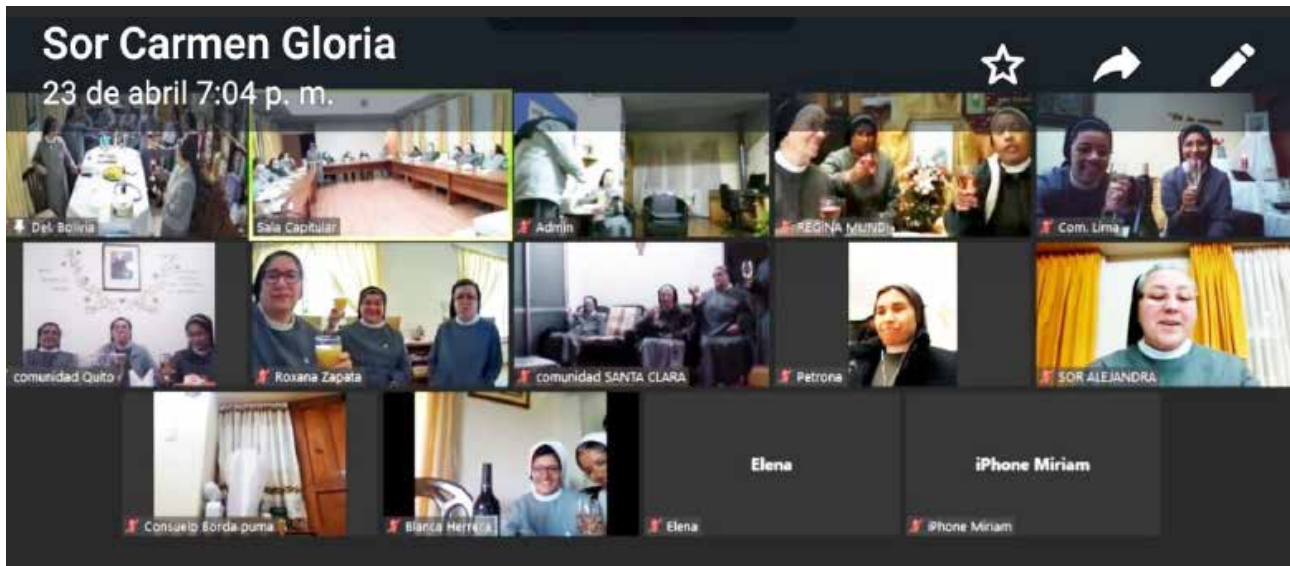 Sor Carmen Gloria
23 de abril 7:04 p. m.
Del. Bolivia
Sala Capitular
Admin
REGINA MUNDI
Com. Lima
comunidad Quito
Roxana Zapata
comunidad SANTA CLARA
Petrona
SOR ALEJANDRA
Consuelo Borda puma
Blanca Herrera
Elena
Elena
iPhone Miriam
iPhone Miriam